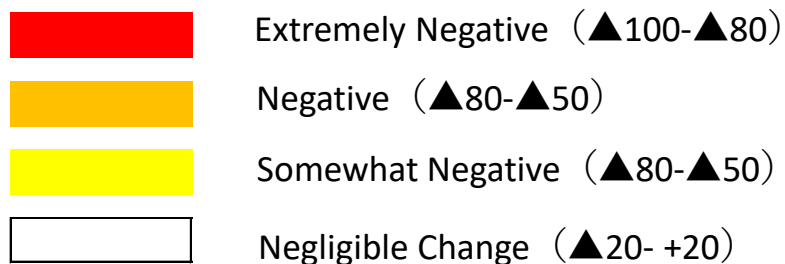 Extremely Negative（▲100-▲80）
Negative（▲80-▲50）
Somewhat Negative（▲80-▲50）
Negligible Change（▲20- +20）